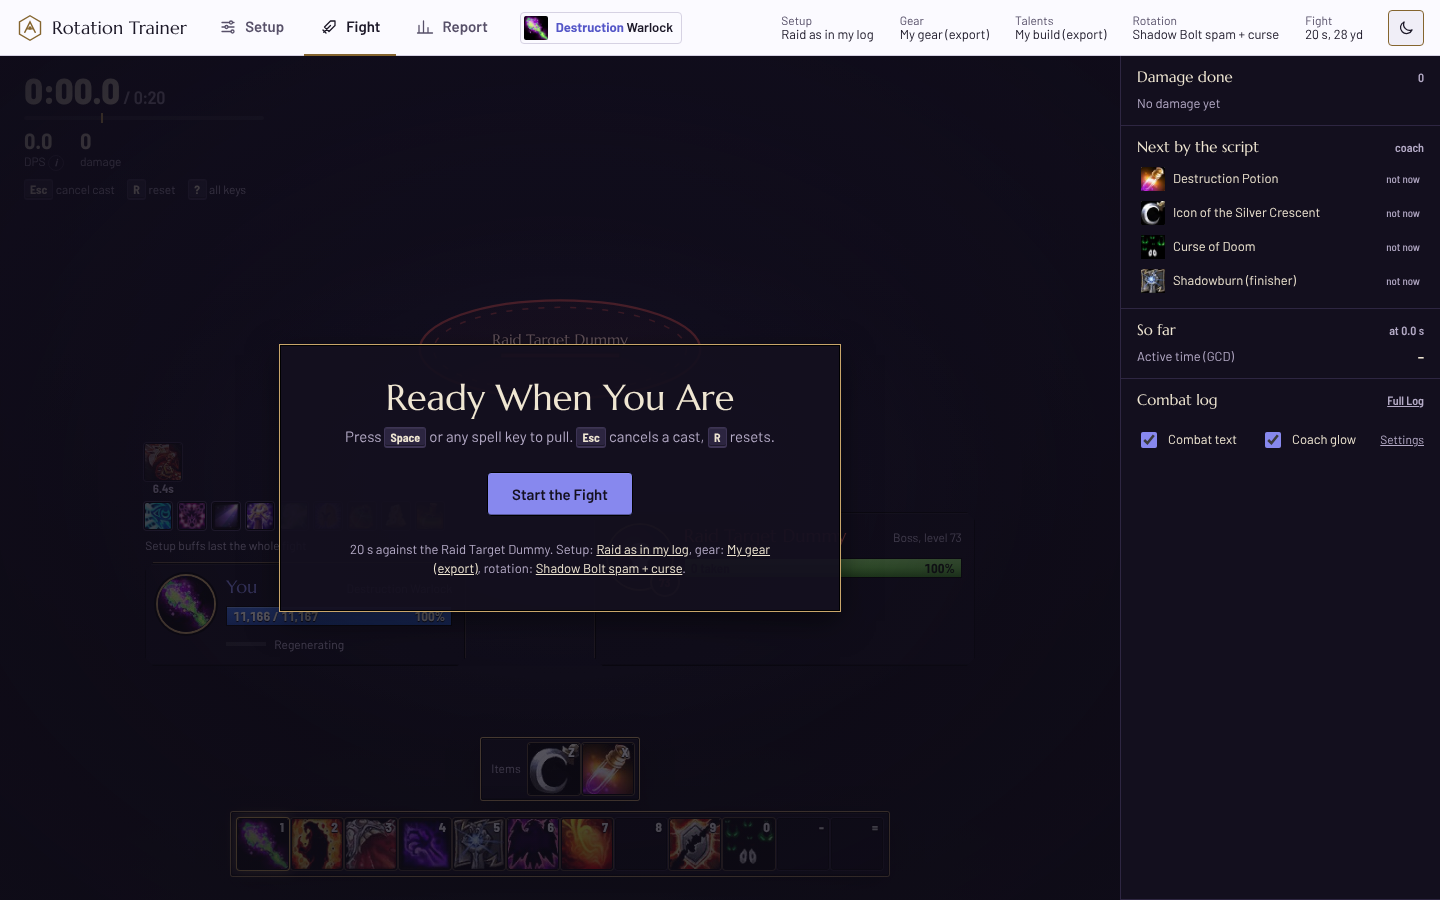 Rotation Trainer
Setup
Fight
Report
Destruction Warlock
Setup
Raid as in my log
Gear
My gear (export)
Talents
My build (export)
Rotation
Shadow Bolt spam + curse
Fight
20 s, 28 yd
0:00.0 / 0:20
0.0
DPS i
0
damage
Esc cancel cast R reset ? all keys
Raid Target Dummy
Ready When You Are
Press Space or any spell key to pull. Esc cancels a cast, R resets.
Start the Fight
20 s against the Raid Target Dummy. Setup: Raid as in my log, gear: My gear
(export), rotation: Shadow Bolt spam + curse.
6.4s
Setup buffs last the whole
You
11,166 / 11,167 100%
Regenerating
Boss, level 73
100%
Items
2
1 2 3 4 5 6 7 8 9 0 - =
Damage done 0
No damage yet
Next by the script coach
Destruction Potion not now
Icon of the Silver Crescent not now
Curse of Doom not now
Shadowburn (finisher) not now
So far at 0.0 s
Active time (GCD) –
Combat log Full Log
Combat text Coach glow Settings